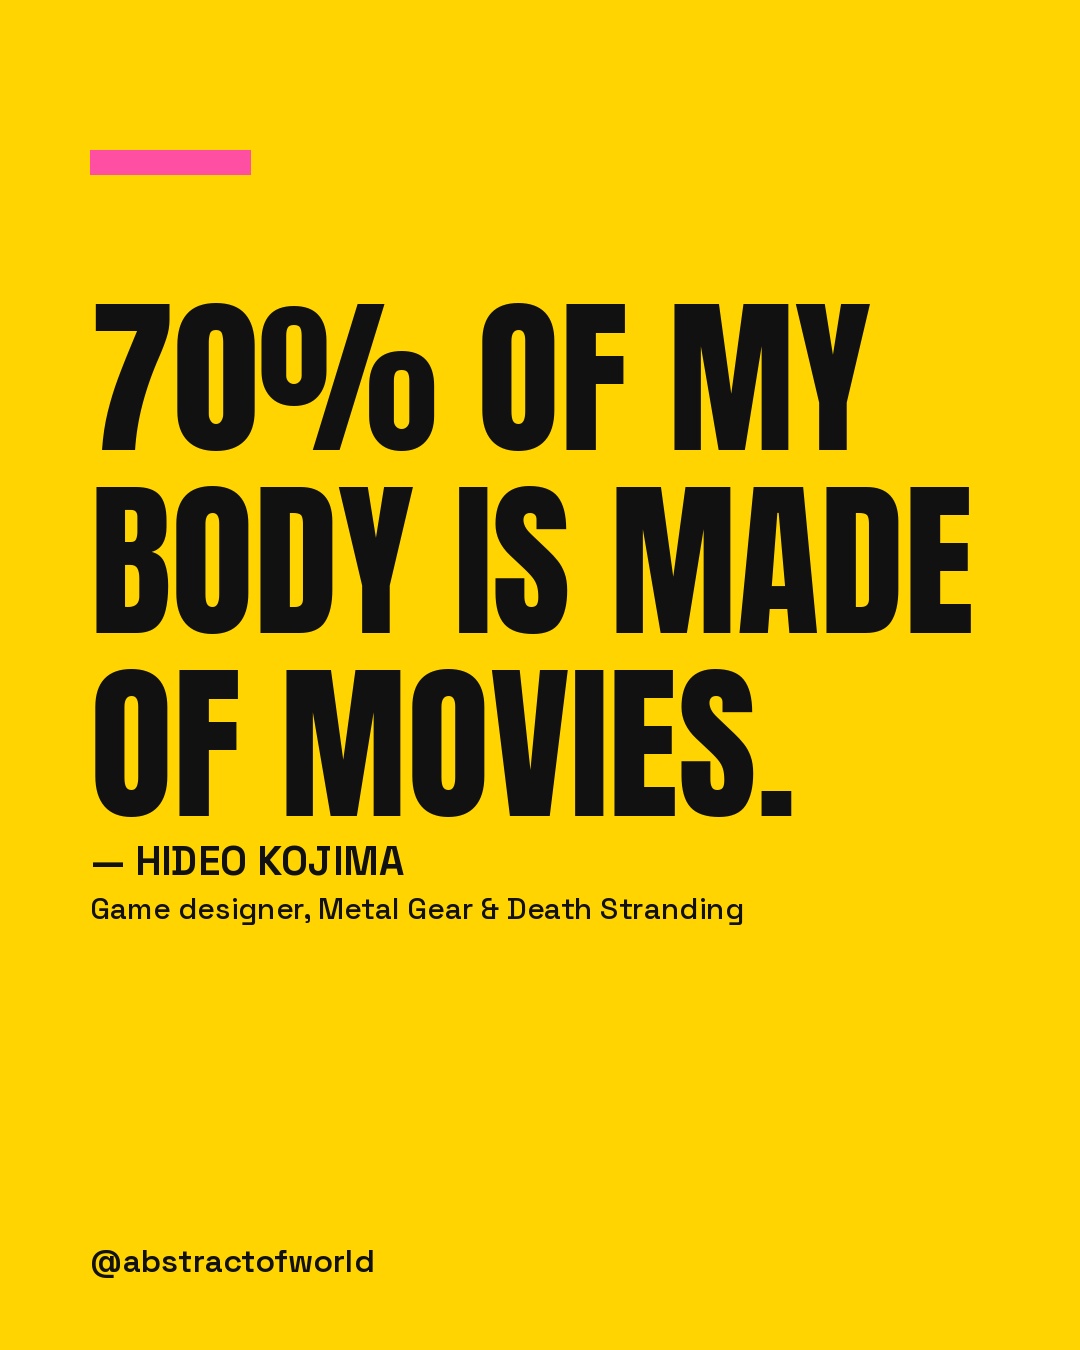 70% OF MY
BODY IS MADE
OF MOVIES.
— HIDEO KOJIMA
Game designer, Metal Gear & Death Stranding
@abstractofworld